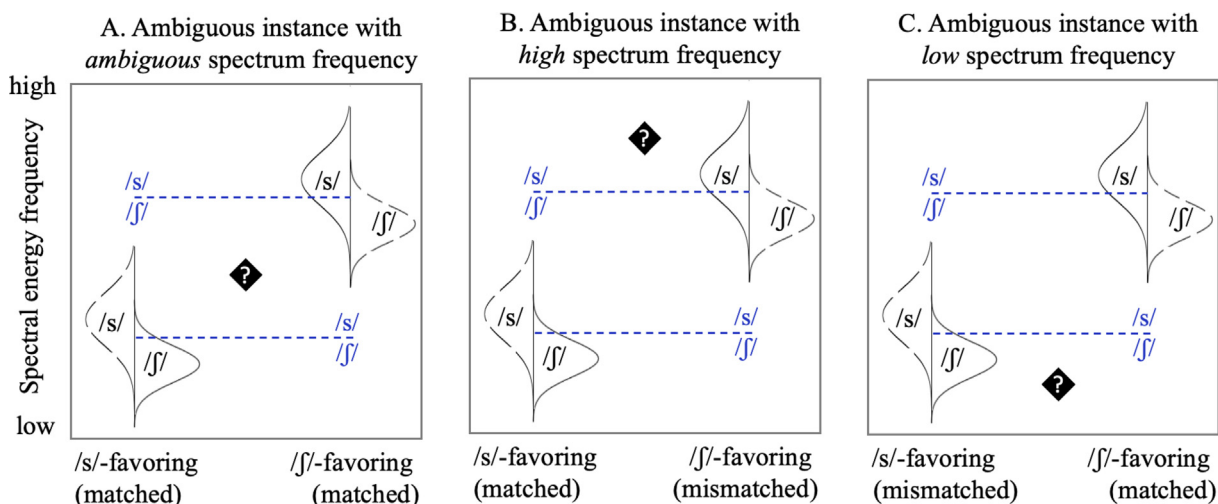 A. Ambiguous instance with
ambiguous spectrum frequency
B. Ambiguous instance with
high spectrum frequency
C. Ambiguous instance with
low spectrum frequency
Spectral energy frequency
high
low
/s/
/ʃ/
/s/
/ʃ/
?
/s/
/ʃ/
/s/
/ʃ/
/s/-favoring
(matched)
/ʃ/-favoring
(matched)
?
/s/
/ʃ/
/s/
/ʃ/
/s/
/ʃ/
/s/
/ʃ/
/s/-favoring
(matched)
/ʃ/-favoring
(mismatched)
/s/
/ʃ/
/s/
/ʃ/
/s/
/ʃ/
/s/
/ʃ/
?
/s/-favoring
(mismatched)
/ʃ/-favoring
(matched)